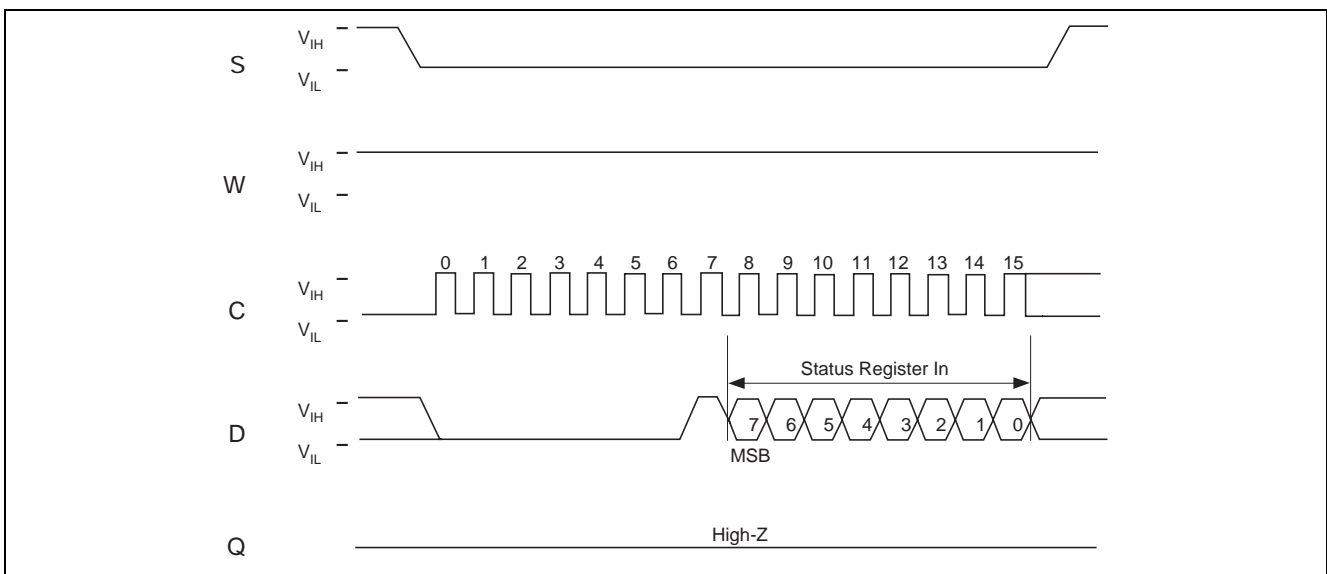 S
V_IH
V_IL
W
V_IH
V_IL
C
V_IH
V_IL
0 1 2 3 4 5 6 7 8 9 10 11 12 13 14 15
Status Register In
D
V_IH
V_IL
7 6 5 4 3 2 1 0
MSB
Q
High-Z